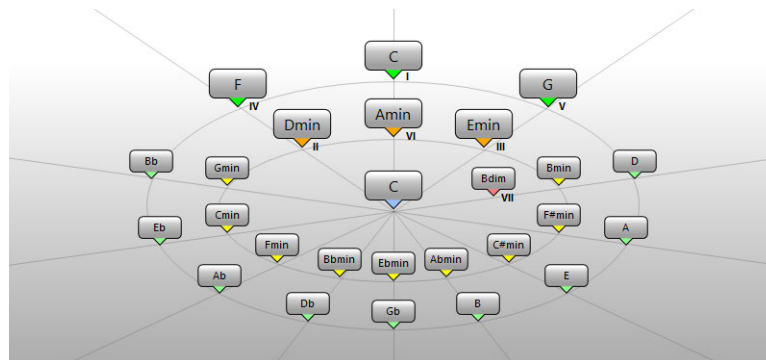 C
I
F
IV
G
V
Dmin
II
Amin
VI
Emin
III
Bb
Gmin
C
Bdim
VII
Bmin
D
Eb
Cmin
F#min
A
Fmin
Bbmin
Ebmin
Abmin
C#min
Ab
E
Db
Gb
B